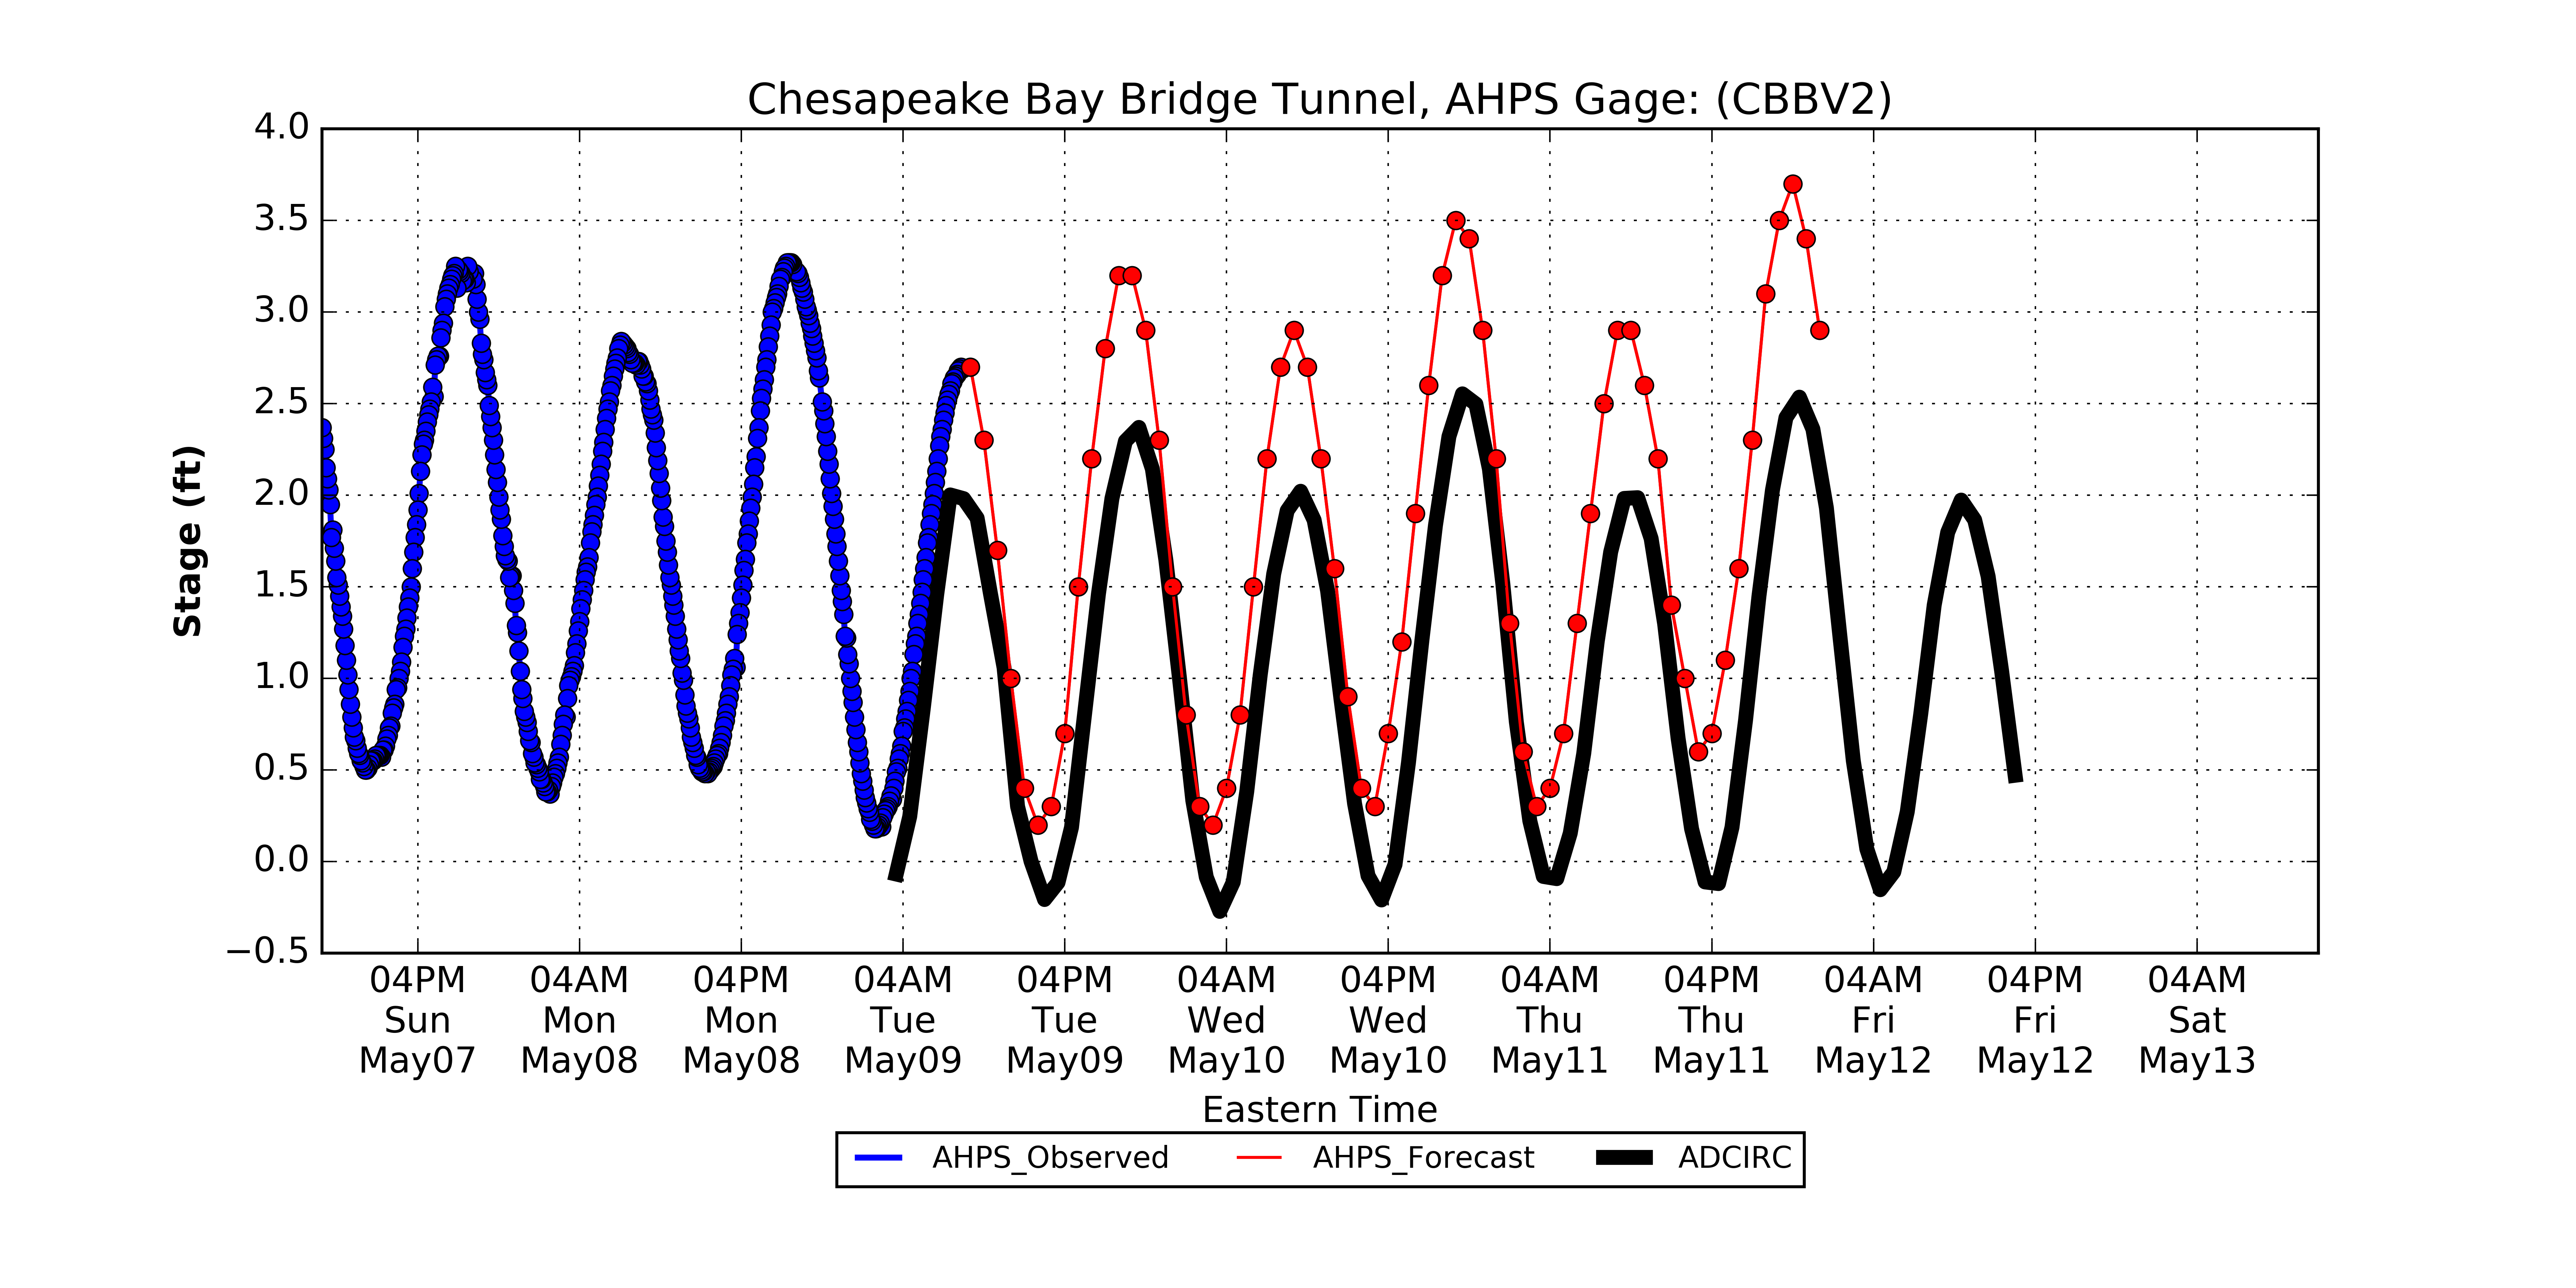 Chesapeake Bay Bridge Tunnel, AHPS Gage: (CBBV2)
4.0
3.5
3.0
2.5
2.0
1.5
1.0
0.5
0.0
−0.5
Stage (ft)
04PM 04AM 04PM 04AM 04PM 04AM 04PM 04AM 04PM 04AM 04PM 04AM
Sun Mon Mon Tue Tue Wed Wed Thu Thu Fri Fri Sat
May07 May08 May08 May09 May09 May10 May10 May11 May11 May12 May12 May13
Eastern Time
AHPS_Observed AHPS_Forecast ADCIRC